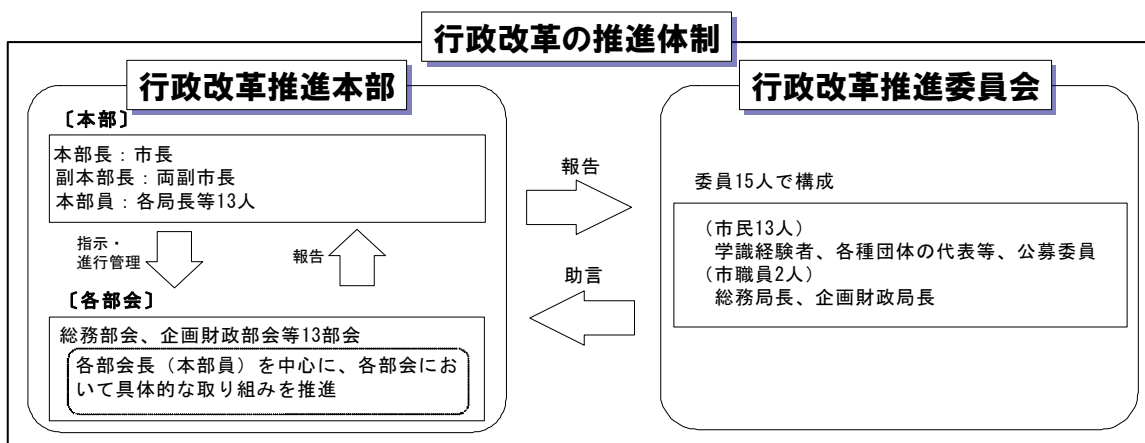 行政改革の推進体制
行政改革推進本部
〔本部〕
本部長：市長
副本部長：両副市長
本部員：各局長等13人
指示・
進行管理
報告
〔各部会〕
総務部会、企画財政部会等13部会
各部会長（本部員）を中心に、各部会にお
いて具体的な取り組みを推進
報告
助言
行政改革推進委員会
委員15人で構成
（市民13人）
学識経験者、各種団体の代表等、公募委員
（市職員2人）
総務局長、企画財政局長